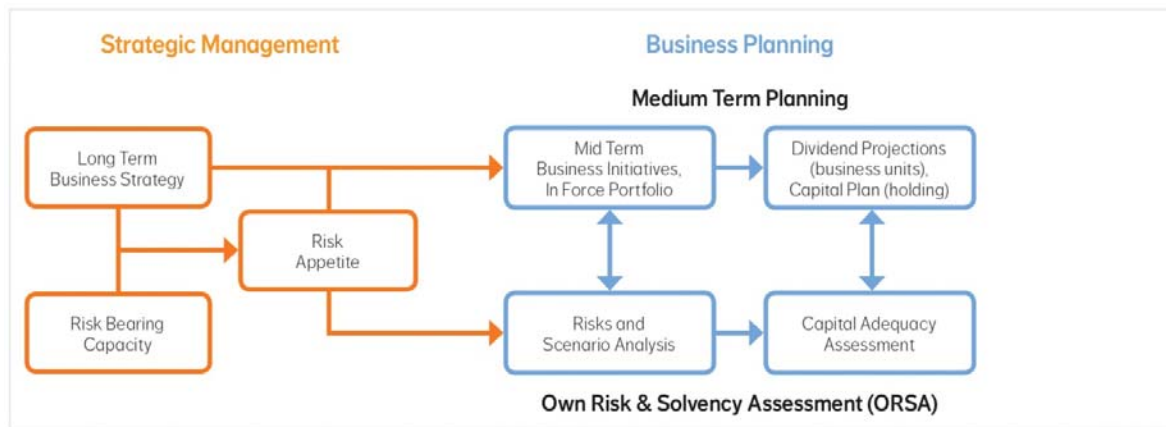 Strategic Management
Business Planning
Medium Term Planning
Long Term
Business Strategy
Mid Term
Business Initiatives,
In Force Portfolio
Dividend Projections
(business units),
Capital Plan (holding)
Risk
Appetite
Risk Bearing
Capacity
Risks and
Scenario Analysis
Capital Adequacy
Assessment
Own Risk & Solvency Assessment (ORSA)